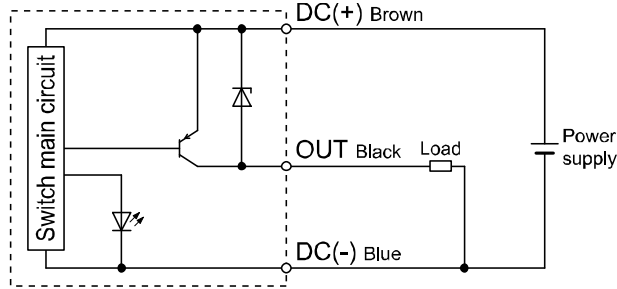 DC(+) Brown
Switch main circuit
OUT Black
Load
Power
supply
DC(-) Blue